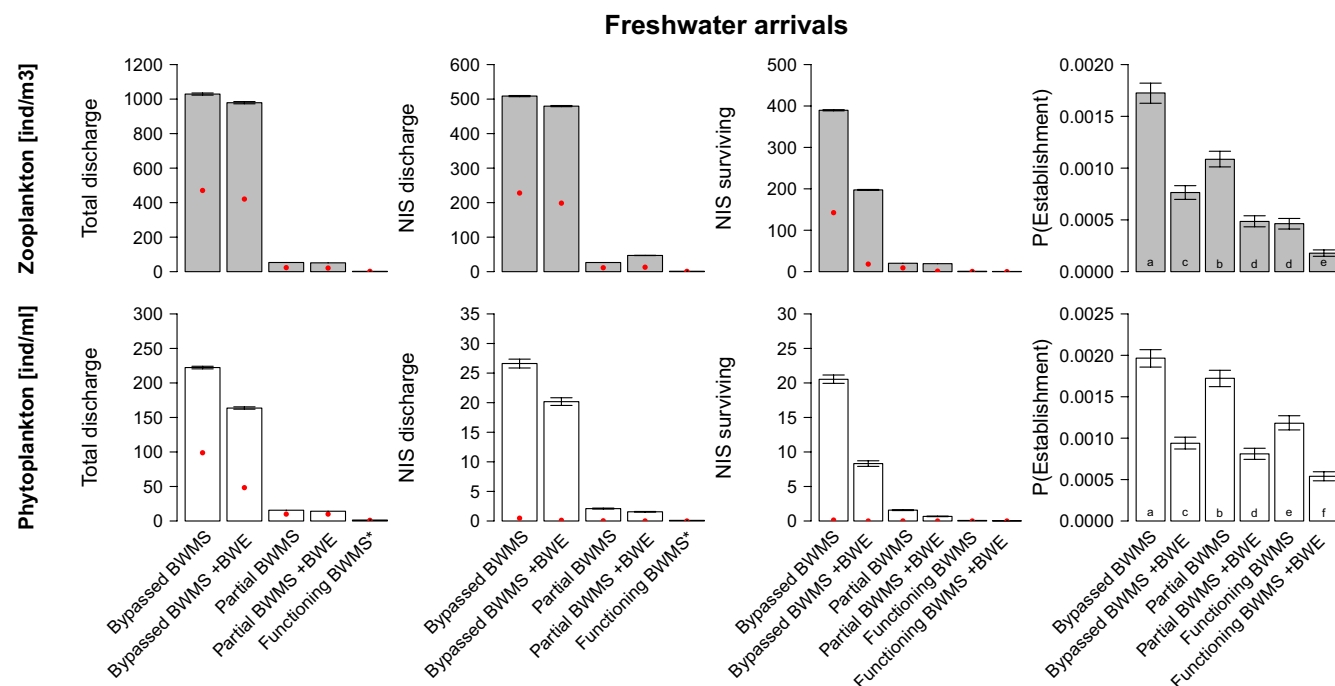 Freshwater arrivals
Zooplankton [ind/m3]
Total discharge
1200
1000
800
600
400
200
0
NIS discharge
600
500
400
300
200
100
0
NIS surviving
500
400
300
200
100
0
P(Establishment)
0.0020
0.0015
0.0010
0.0005
0.0000
a c b d d e
Phytoplankton [ind/ml]
Total discharge
300
250
200
150
100
50
0
NIS discharge
35
30
25
20
15
10
5
0
NIS surviving
30
25
20
15
10
5
0
P(Establishment)
0.0025
0.0020
0.0015
0.0010
0.0005
0.0000
a c b d e f
Bypassed BWMS
Bypassed BWMS +BWE
Partial BWMS
Partial BWMS +BWE
Functioning BWMS*
Bypassed BWMS
Bypassed BWMS +BWE
Partial BWMS
Partial BWMS +BWE
Functioning BWMS*
Bypassed BWMS
Bypassed BWMS +BWE
Partial BWMS
Partial BWMS +BWE
Functioning BWMS
Functioning BWMS +BWE
Bypassed BWMS
Bypassed BWMS +BWE
Partial BWMS
Partial BWMS +BWE
Functioning BWMS
Functioning BWMS +BWE